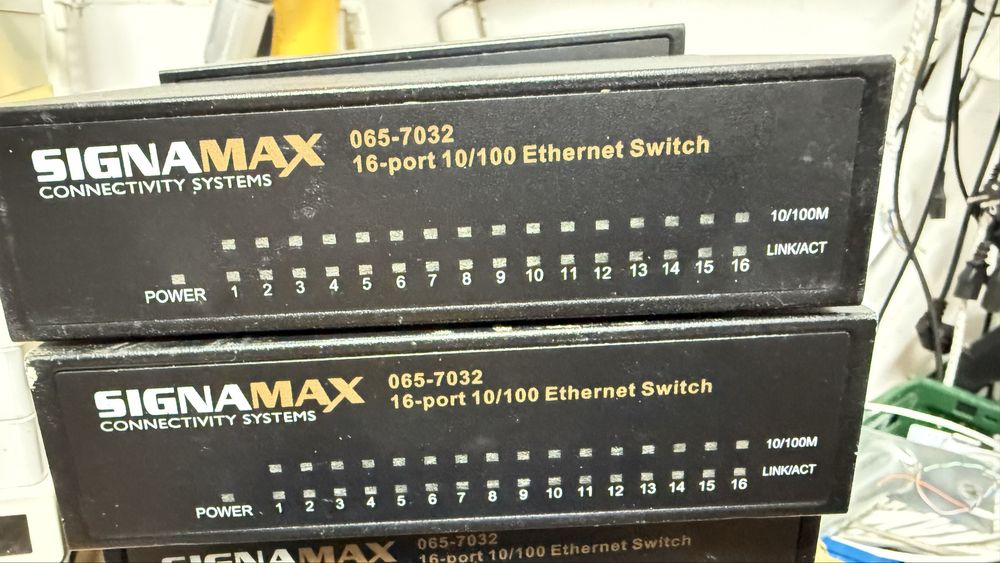 SIGNAMAX
CONNECTIVITY SYSTEMS
065-7032
16-port 10/100 Ethernet Switch
10/100M
LINK/ACT
POWER 1 2 3 4 5 6 7 8 9 10 11 12 13 14 15 16
SIGNAMAX
CONNECTIVITY SYSTEMS
065-7032
16-port 10/100 Ethernet Switch
10/100M
LINK/ACT
POWER 1 2 3 4 5 6 7 8 9 10 11 12 13 14 15 16
SIGNAMAX
065-7032
16-port 10/100 Ethernet Switch